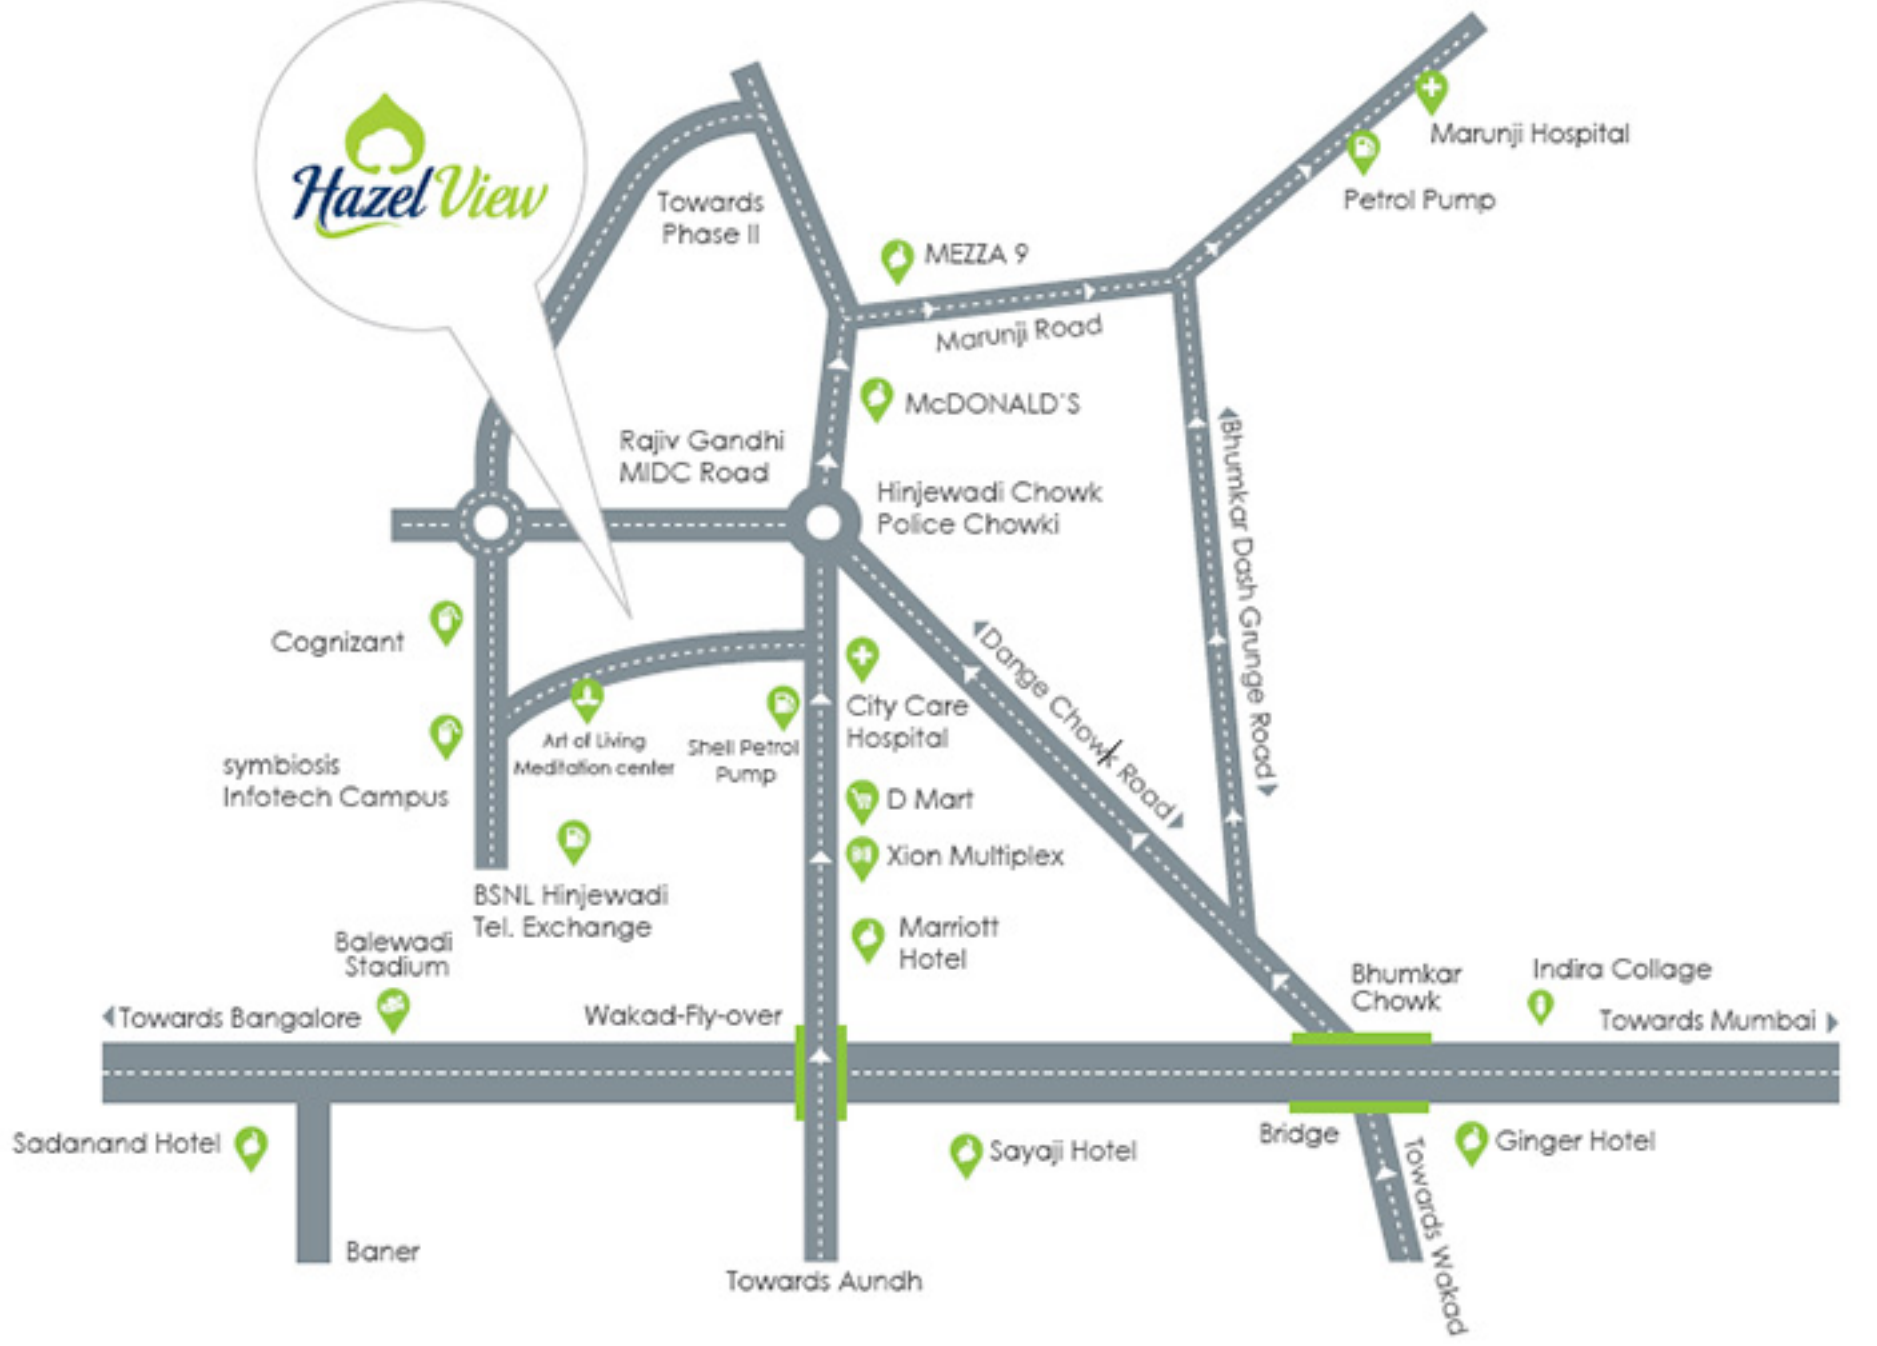 Hazel View
Towards
Phase II
Marunji Hospital
Petrol Pump
MEZZA 9
Marunji Road
McDONALD'S
Rajiv Gandhi
MIDC Road
Hinjewadi Chowk
Police Chowki
Bhumkar Dash Grunge Road
Dange Chowk Road
Cognizant
symbiosis
Infotech Campus
Art of Living
Meditation center
Shell Petrol
Pump
City Care
Hospital
D Mart
Xion Multiplex
Marriott
Hotel
BSNL Hinjewadi
Tel. Exchange
Balewadi
Stadium
Towards Bangalore
Wakad-Fly-over
Bhumkar
Chowk
Indira Collage
Towards Mumbai
Sadanand Hotel
Sayaji Hotel
Bridge
Ginger Hotel
Towards Wakad
Baner
Towards Aundh